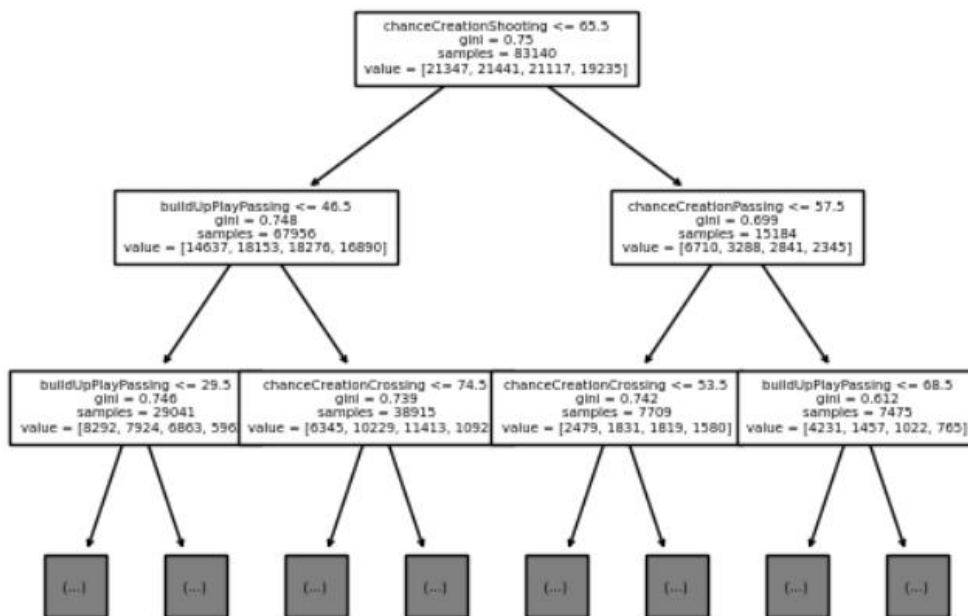 chanceCreationShooting <= 65.5
gini = 0.75
samples = 83140
value = [21347, 21441, 21117, 19235]
buildUpPlayPassing <= 46.5
gini = 0.748
samples = 67956
value = [14637, 18153, 18276, 16890]
chanceCreationPassing <= 57.5
gini = 0.699
samples = 15184
value = [6710, 3288, 2841, 2345]
buildUpPlayPassing <= 29.5
gini = 0.746
samples = 29041
value = [8292, 7924, 6863, 596
chanceCreationCrossing <= 74.5
gini = 0.739
samples = 38915
value = [6345, 10229, 11413, 1092
chanceCreationCrossing <= 53.5
gini = 0.742
samples = 7709
value = [2479, 1831, 1819, 1580]
buildUpPlayPassing <= 68.5
gini = 0.612
samples = 7475
value = [4231, 1457, 1022, 765]
(...)
(...)
(...)
(...)
(...)
(...)
(...)
(...)